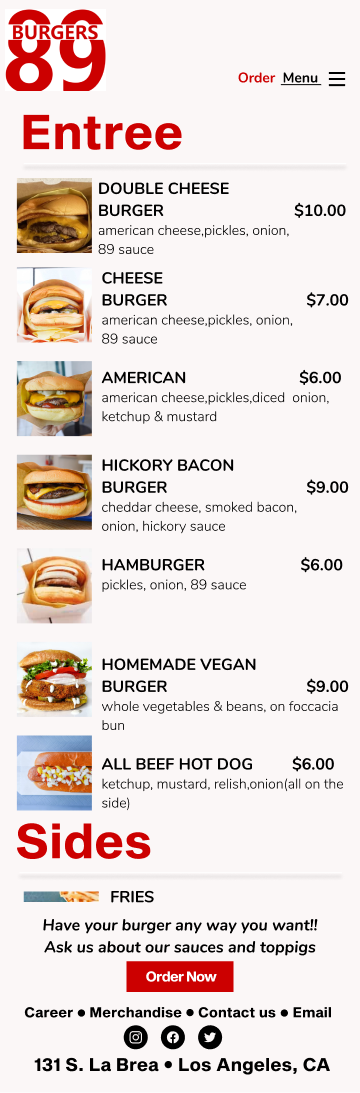 BURGERS
89
Order Menu
Entree
DOUBLE CHEESE
BURGER $10.00
american cheese,pickles, onion,
89 sauce
CHEESE
BURGER $7.00
american cheese,pickles, onion,
89 sauce
AMERICAN $6.00
american cheese,pickles,diced onion,
ketchup & mustard
HICKORY BACON
BURGER $9.00
cheddar cheese, smoked bacon,
onion, hickory sauce
HAMBURGER $6.00
pickles, onion, 89 sauce
HOMEMADE VEGAN
BURGER $9.00
whole vegetables & beans, on foccacia
bun
ALL BEEF HOT DOG $6.00
ketchup, mustard, relish,onion(all on the
side)
Sides
FRIES
Have your burger any way you want!!
Ask us about our sauces and toppigs
Order Now
Career • Merchandise • Contact us • Email
131 S. La Brea • Los Angeles, CA